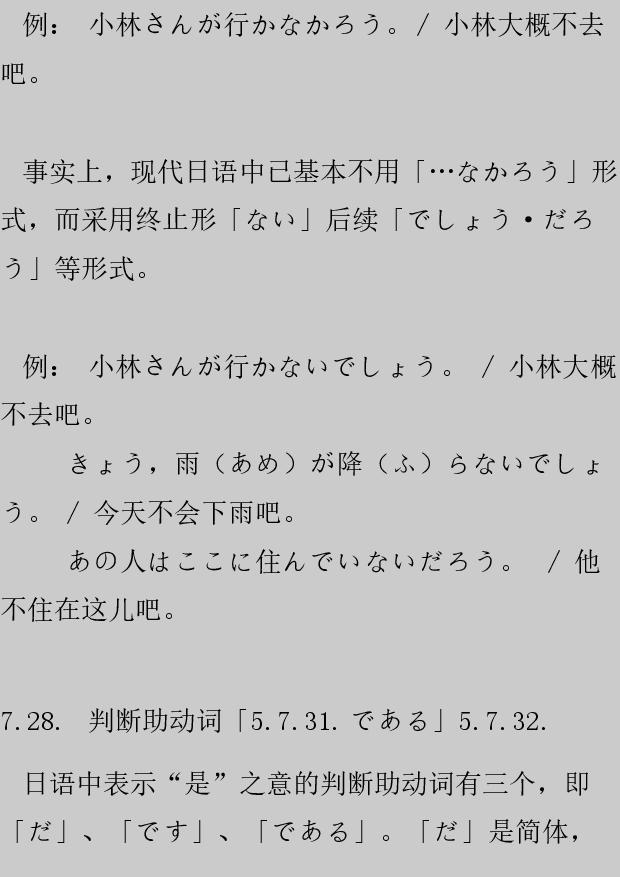 例： 小林さんが行かなかろう。/ 小林大概不去
吧。
事实上，现代日语中已基本不用「…なかろう」形
式，而采用终止形「ない」后续「でしょう・だろ
う」等形式。
例： 小林さんが行かないでしょう。 / 小林大概
不去吧。
きょう，雨（あめ）が降（ふ）らないでしょ
う。 / 今天不会下雨吧。
あの人はここに住んでいないだろう。 / 他
不住在这儿吧。
7.28. 判断助动词「5.7.31. である」5.7.32.
日语中表示“是”之意的判断助动词有三个，即
「だ」、「です」、「である」。「だ」是简体，